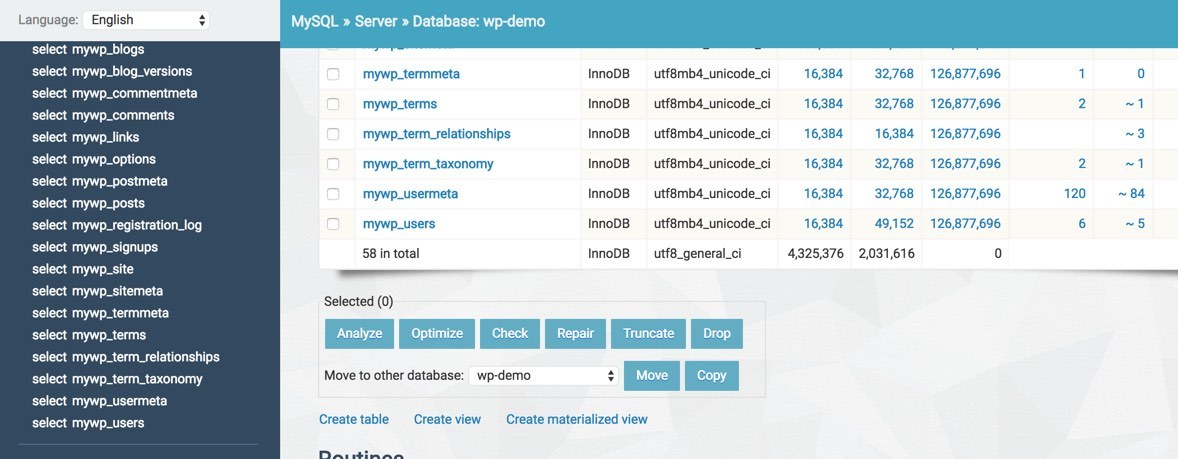 Language: English
MySQL » Server » Database: wp-demo
select mywp_blogs
select mywp_blog_versions
select mywp_commentmeta
select mywp_comments
select mywp_links
select mywp_options
select mywp_postmeta
select mywp_posts
select mywp_registration_log
select mywp_signups
select mywp_site
select mywp_sitemeta
select mywp_termmeta
select mywp_terms
select mywp_term_relationships
select mywp_term_taxonomy
select mywp_usermeta
select mywp_users
mywp_termmeta InnoDB utf8mb4_unicode_ci 16,384 32,768 126,877,696 1 0
mywp_terms InnoDB utf8mb4_unicode_ci 16,384 32,768 126,877,696 2 ~ 1
mywp_term_relationships InnoDB utf8mb4_unicode_ci 16,384 16,384 126,877,696 ~ 3
mywp_term_taxonomy InnoDB utf8mb4_unicode_ci 16,384 32,768 126,877,696 2 ~ 1
mywp_usermeta InnoDB utf8mb4_unicode_ci 16,384 32,768 126,877,696 120 ~ 84
mywp_users InnoDB utf8mb4_unicode_ci 16,384 49,152 126,877,696 6 ~ 5
58 in total InnoDB utf8_general_ci 4,325,376 2,031,616 0
Selected (0)
Analyze Optimize Check Repair Truncate Drop
Move to other database: wp-demo Move Copy
Create table Create view Create materialized view
Routines